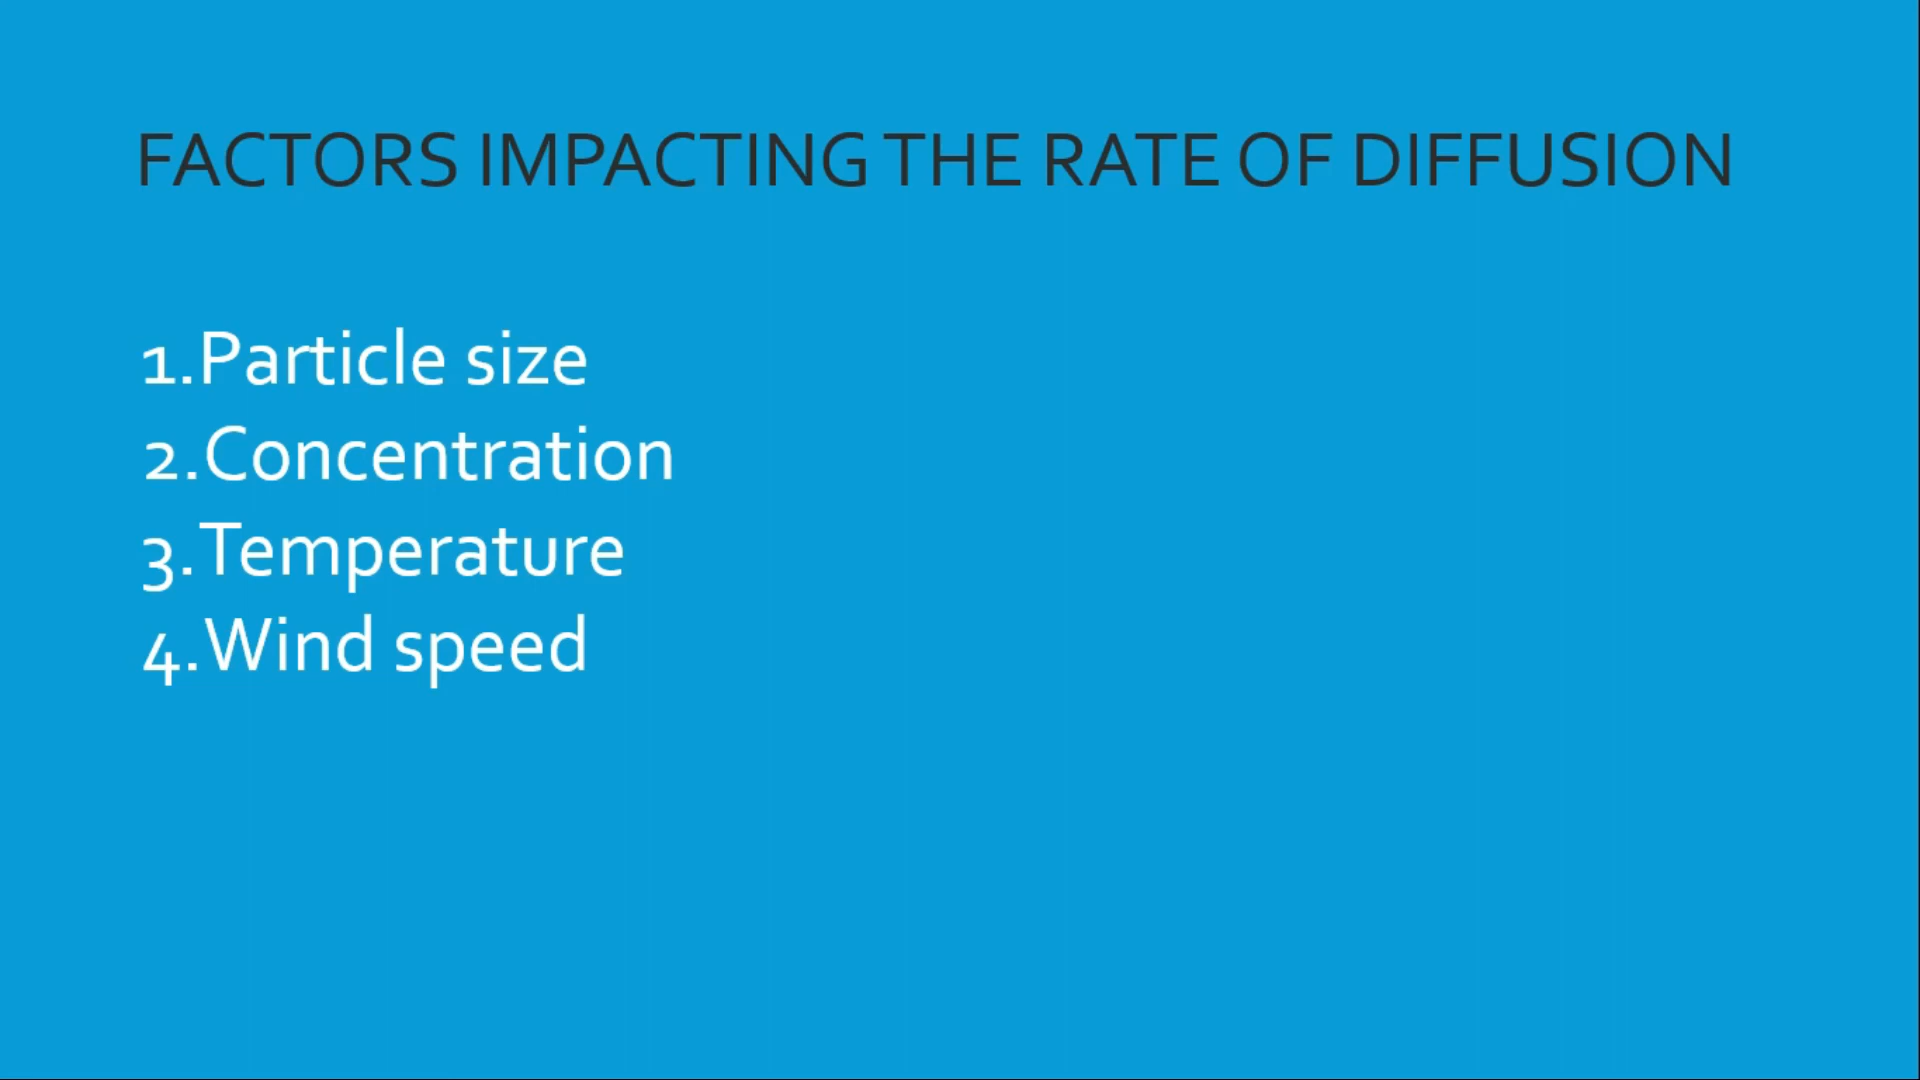 FACTORS IMPACTING THE RATE OF DIFFUSION
1.Particle size
2.Concentration
3.Temperature
4.Wind speed